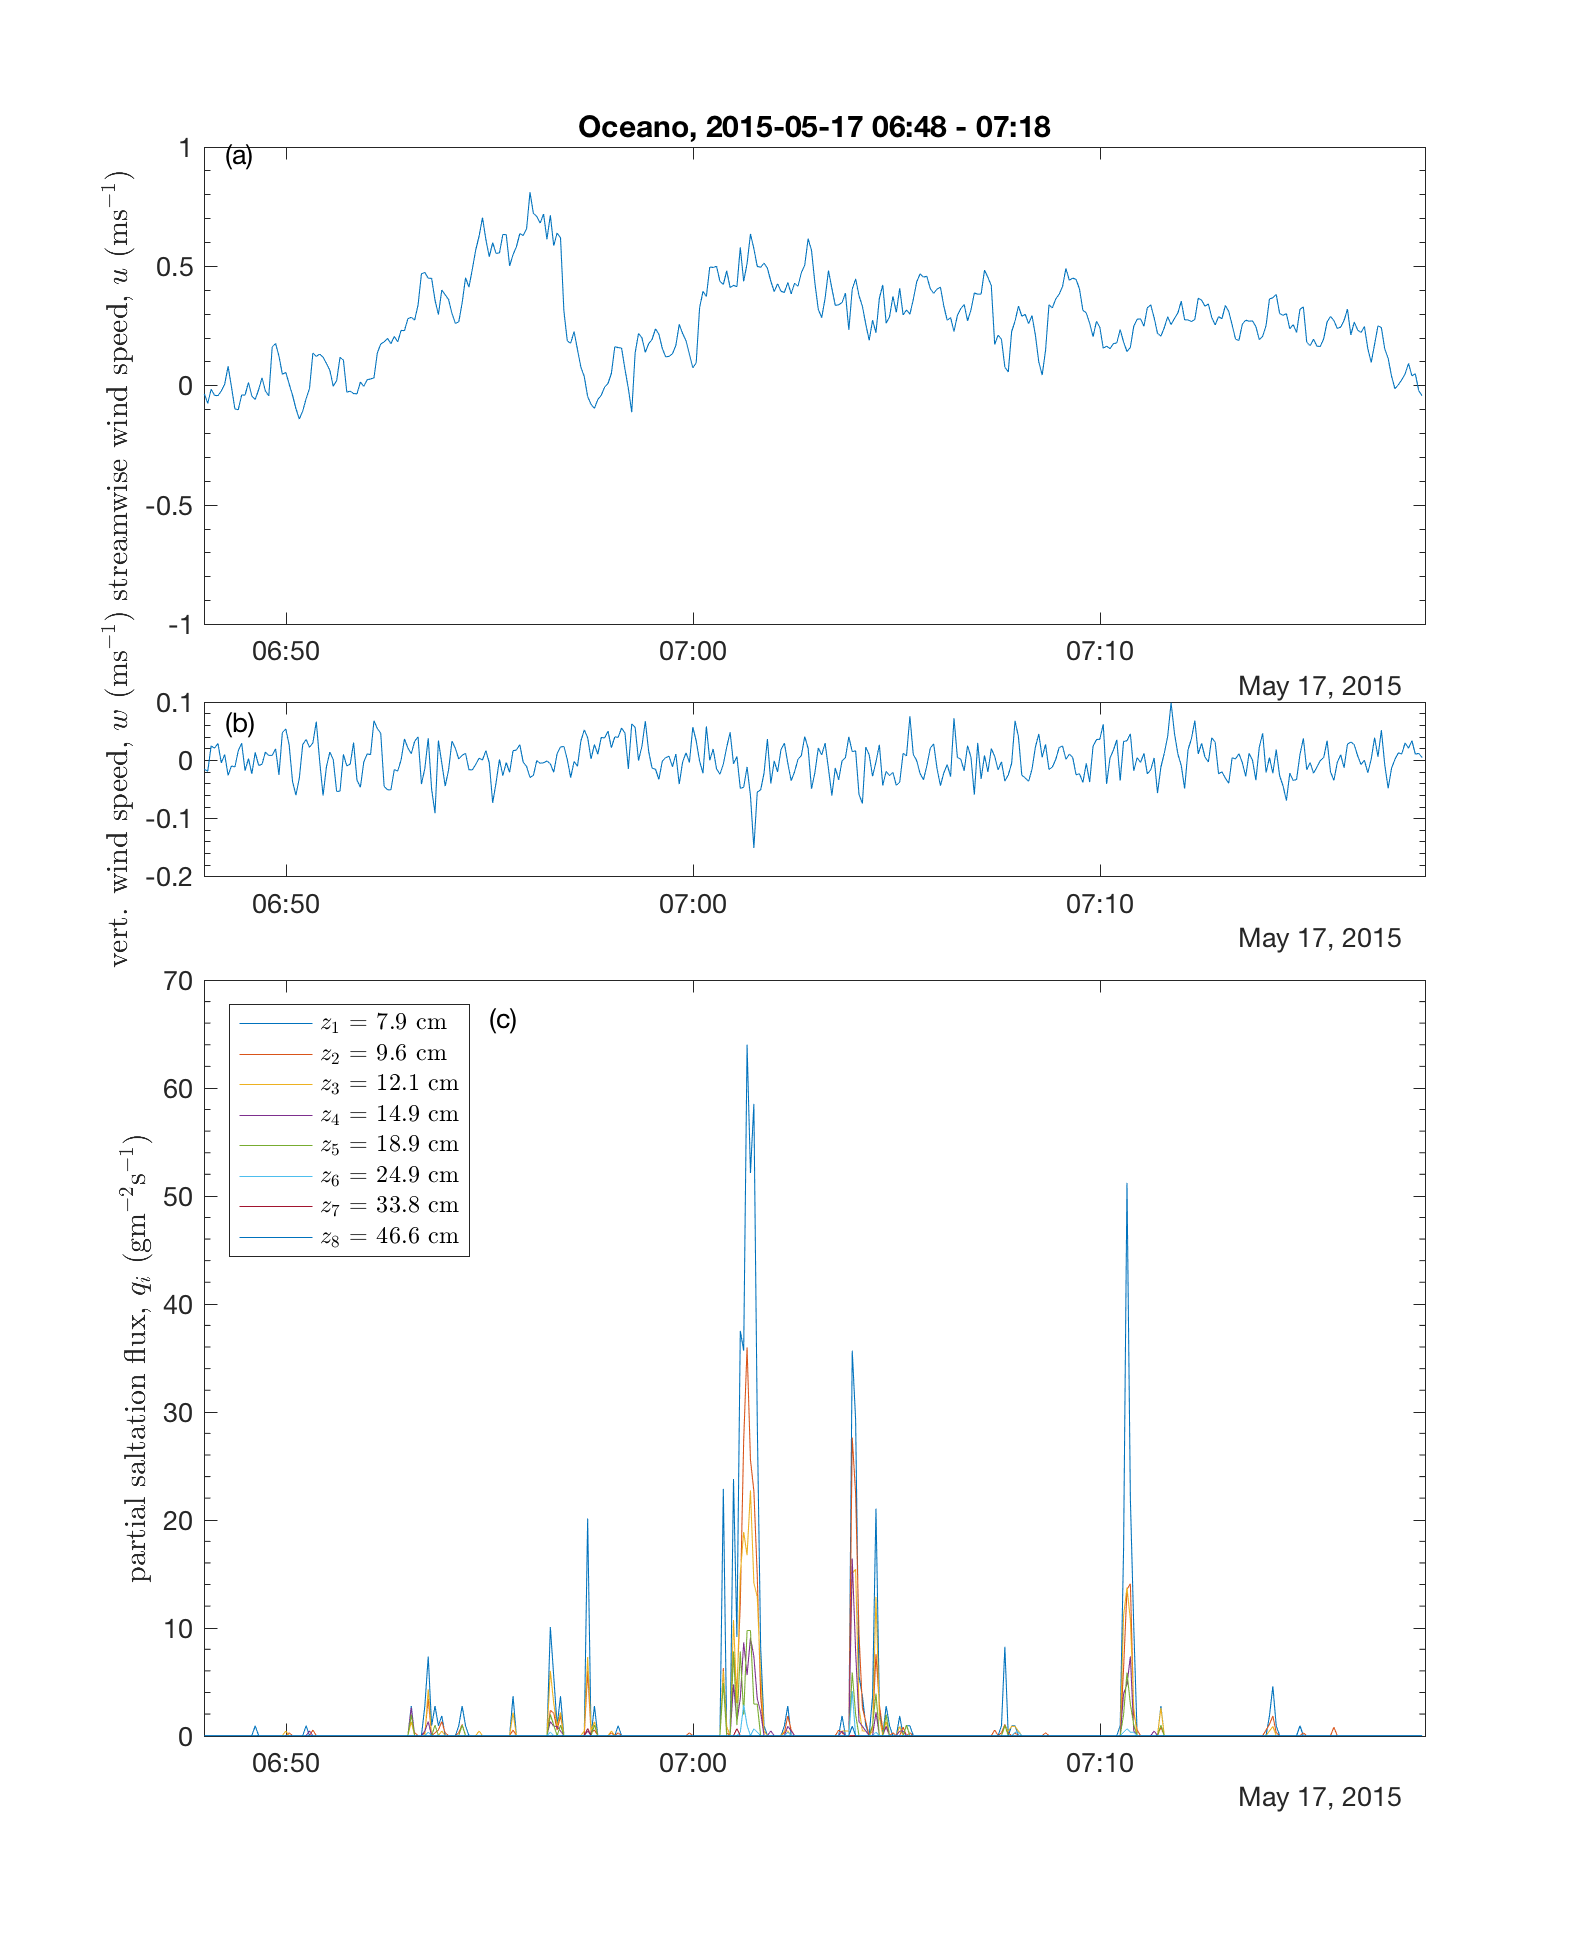 Oceano, 2015-05-17 06:48 - 07:18
(a)
streamwise wind speed, u (ms⁻¹)
1
0.5
0
-0.5
-1
06:50 07:00 07:10
May 17, 2015
(b)
vert. wind speed, w (ms⁻¹)
0.1
0
-0.1
-0.2
06:50 07:00 07:10
May 17, 2015
(c)
partial saltation flux, qᵢ (gm⁻²s⁻¹)
70
60
50
40
30
20
10
0
z₁ = 7.9 cm
z₂ = 9.6 cm
z₃ = 12.1 cm
z₄ = 14.9 cm
z₅ = 18.9 cm
z₆ = 24.9 cm
z₇ = 33.8 cm
z₈ = 46.6 cm
06:50 07:00 07:10
May 17, 2015